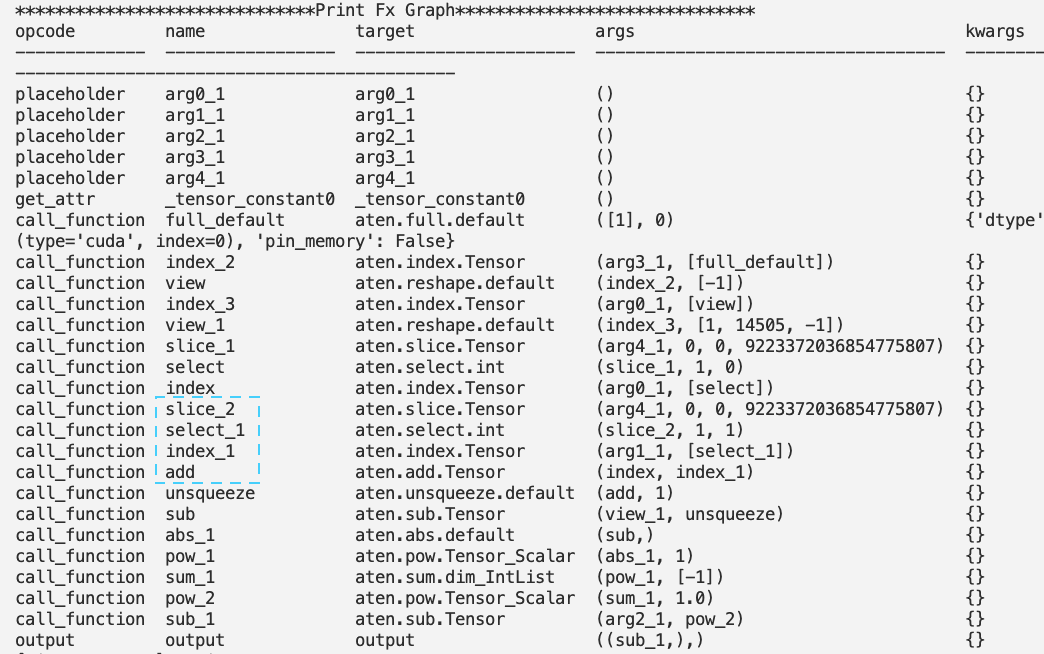 ******************************Print Fx Graph******************************
opcode         name                target                  args                                 kwargs
-------------  -----------------  ----------------------  -----------------------------------  --------
--------------------------------------------
placeholder    arg0_1             arg0_1                  ()                                   {}
placeholder    arg1_1             arg1_1                  ()                                   {}
placeholder    arg2_1             arg2_1                  ()                                   {}
placeholder    arg3_1             arg3_1                  ()                                   {}
placeholder    arg4_1             arg4_1                  ()                                   {}
get_attr       _tensor_constant0  _tensor_constant0       ()                                   {}
call_function  full_default       aten.full.default       ([1], 0)                             {'dtype'
(type='cuda', index=0), 'pin_memory': False}
call_function  index_2            aten.index.Tensor       (arg3_1, [full_default])             {}
call_function  view               aten.reshape.default    (index_2, [-1])                      {}
call_function  index_3            aten.index.Tensor       (arg0_1, [view])                     {}
call_function  view_1             aten.reshape.default    (index_3, [1, 14505, -1])            {}
call_function  slice_1            aten.slice.Tensor       (arg4_1, 0, 0, 9223372036854775807)  {}
call_function  select             aten.select.int         (slice_1, 1, 0)                      {}
call_function  index              aten.index.Tensor       (arg0_1, [select])                   {}
call_function  slice_2            aten.slice.Tensor       (arg4_1, 0, 0, 9223372036854775807)  {}
call_function  select_1           aten.select.int         (slice_2, 1, 1)                      {}
call_function  index_1            aten.index.Tensor       (arg1_1, [select_1])                 {}
call_function  add                aten.add.Tensor         (index, index_1)                     {}
call_function  unsqueeze          aten.unsqueeze.default  (add, 1)                             {}
call_function  sub                aten.sub.Tensor         (view_1, unsqueeze)                  {}
call_function  abs_1              aten.abs.default        (sub,)                               {}
call_function  pow_1              aten.pow.Tensor_Scalar  (abs_1, 1)                           {}
call_function  sum_1              aten.sum.dim_IntList    (pow_1, [-1])                        {}
call_function  pow_2              aten.pow.Tensor_Scalar  (sum_1, 1.0)                         {}
call_function  sub_1              aten.sub.Tensor         (arg2_1, pow_2)                      {}
output         output             output                  ((sub_1,),)                          {}